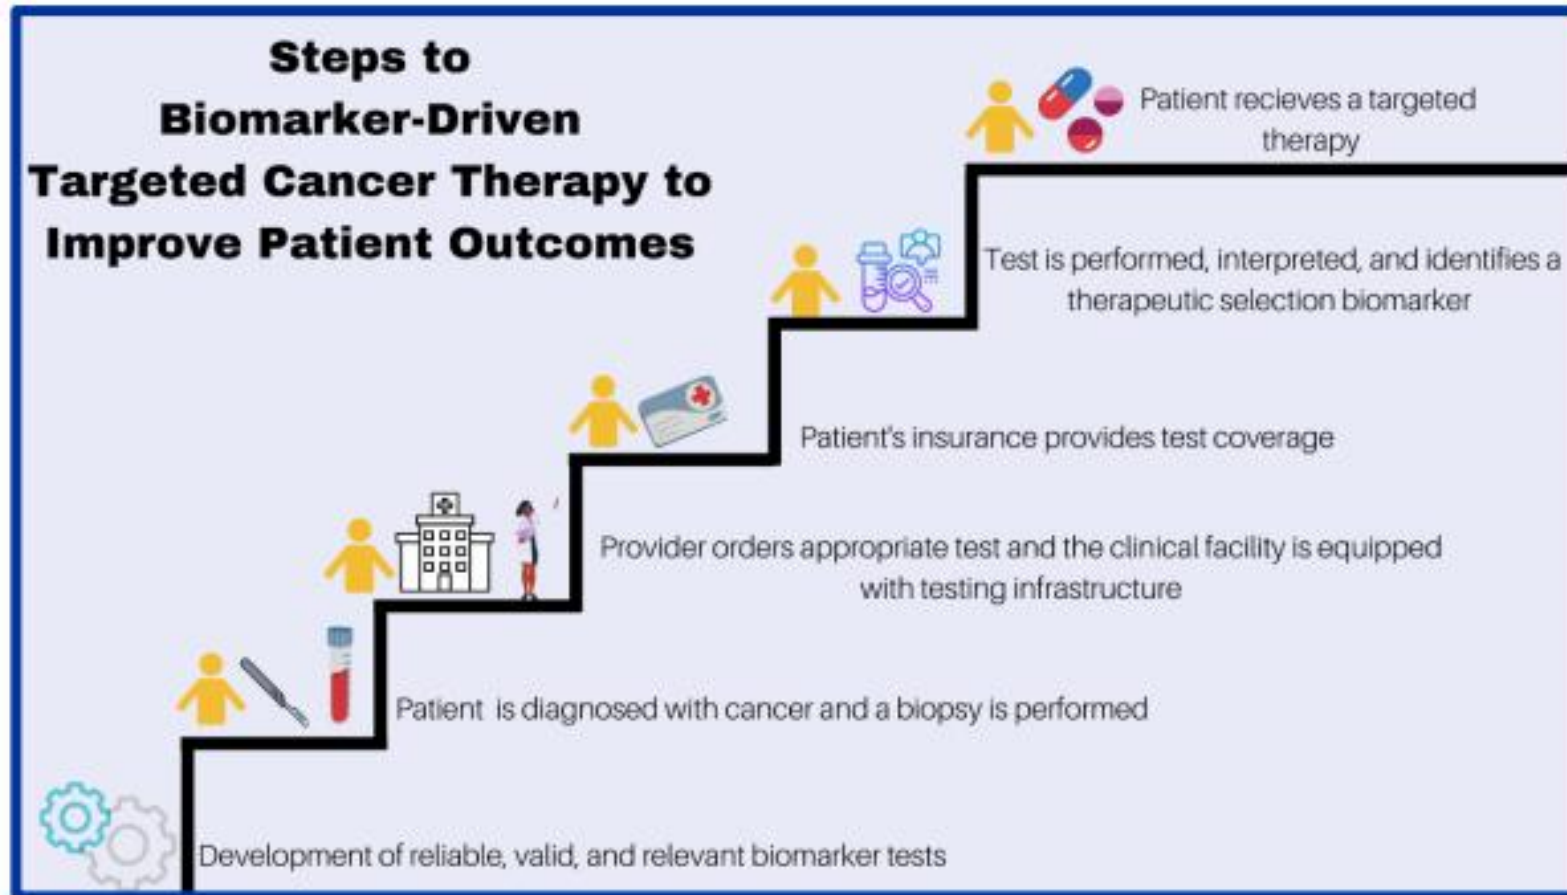 Steps to
Biomarker-Driven
Targeted Cancer Therapy to
Improve Patient Outcomes
Patient recieves a targeted
therapy
Test is performed, interpreted, and identifies a
therapeutic selection biomarker
Patient's insurance provides test coverage
Provider orders appropriate test and the clinical facility is equipped
with testing infrastructure
Patient is diagnosed with cancer and a biopsy is performed
Development of reliable, valid, and relevant biomarker tests